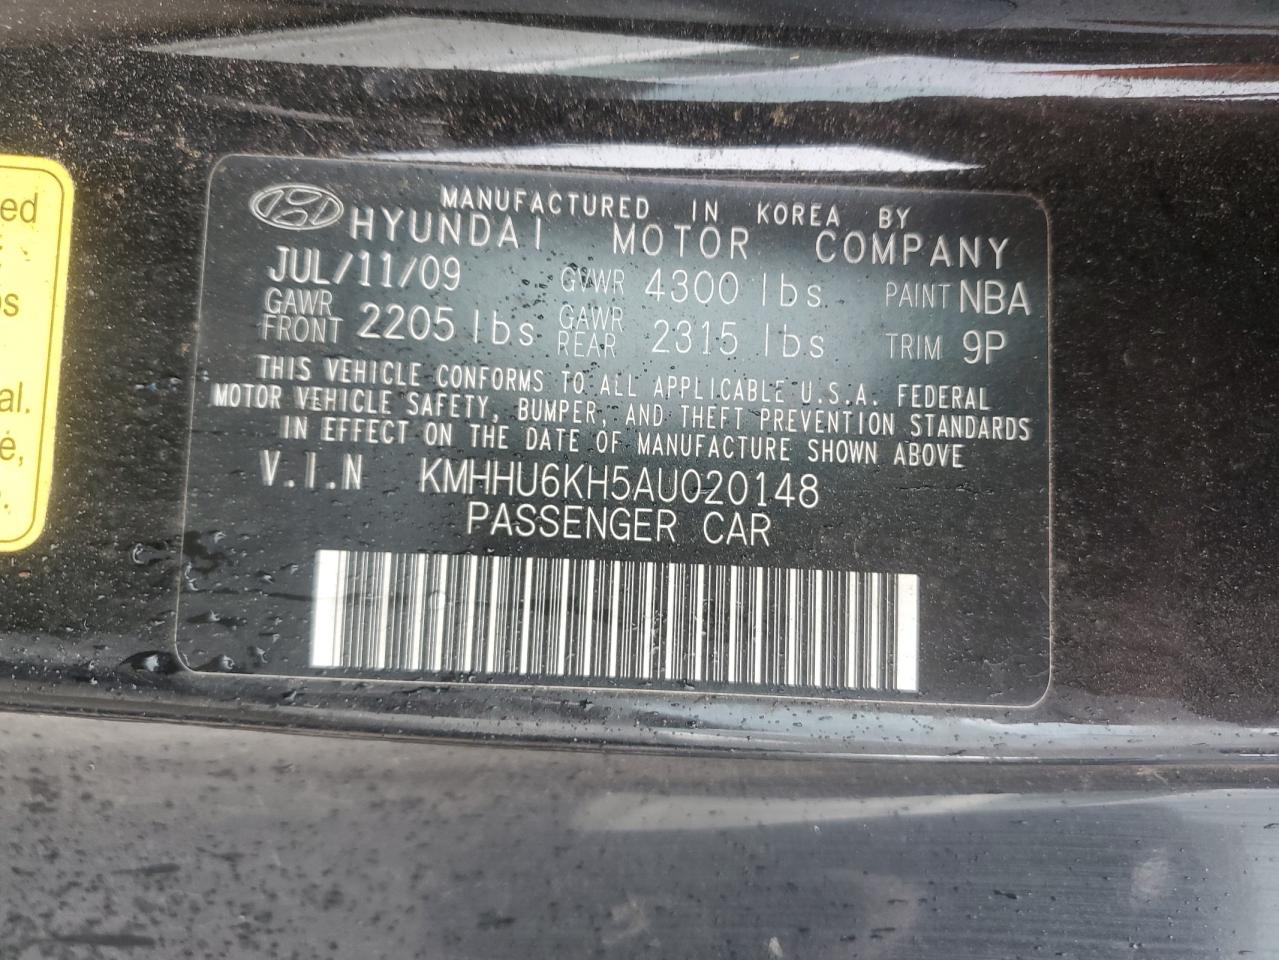 MANUFACTURED IN KOREA BY
HYUNDAI MOTOR COMPANY
JUL/11/09 GVWR 4300 lbs. PAINT NBA
GAWR FRONT 2205 lbs GAWR REAR 2315 lbs TRIM 9P
THIS VEHICLE CONFORMS TO ALL APPLICABLE U.S.A. FEDERAL
MOTOR VEHICLE SAFETY, BUMPER, AND THEFT PREVENTION STANDARDS
IN EFFECT ON THE DATE OF MANUFACTURE SHOWN ABOVE
V.I.N KMHHU6KH5AU020148
PASSENGER CAR
ed
al.